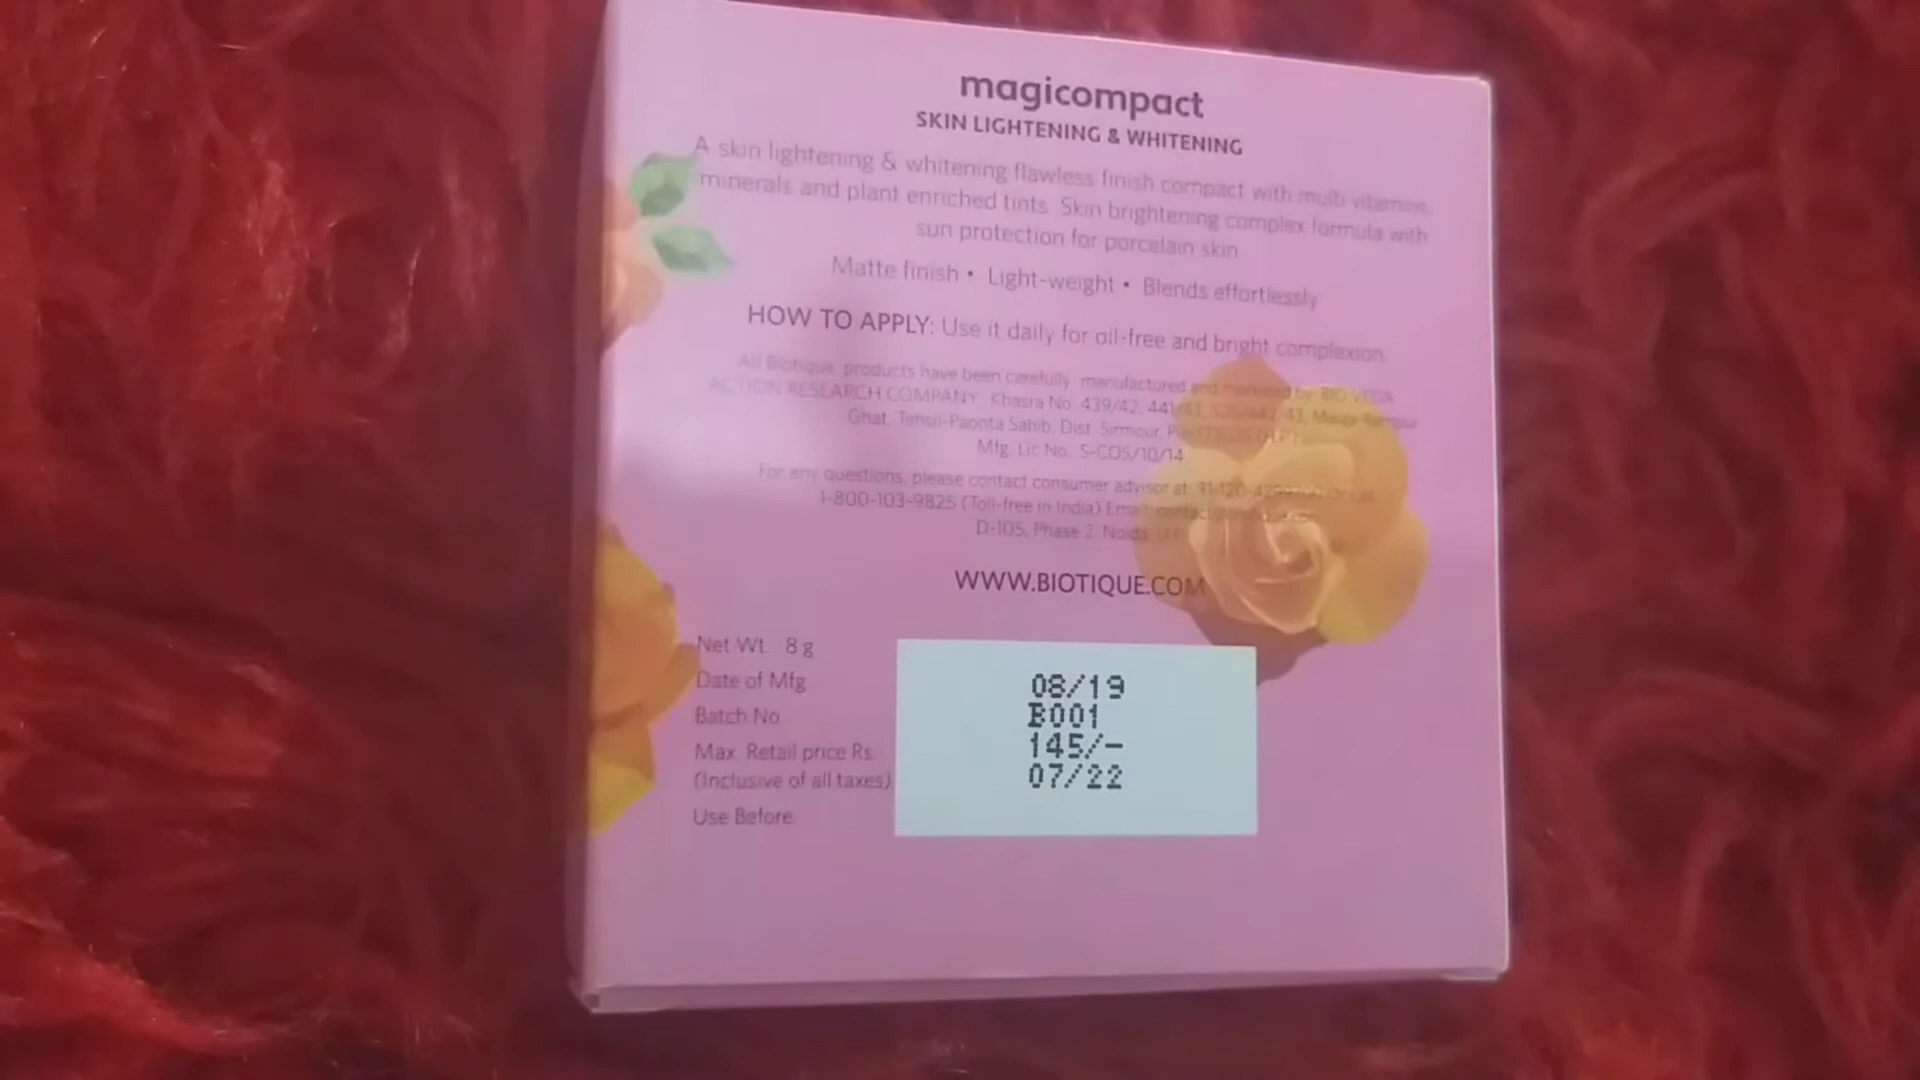 magicompact
SKIN LIGHTENING & WHITENING
A skin lightening & whitening flawless finish compact with multi vitamins,
minerals and plant enriched tints. Skin brightening complex formula with
sun protection for porcelain skin.
Matte finish • Light-weight • Blends effortlessly
HOW TO APPLY: Use it daily for oil-free and bright complexion.
All Biotique products have been carefully manufactured and marketed by: BIO VEDA
ACTION RESEARCH COMPANY Khasra No. 439/42, 441/43,
Ghat, Tehsil-Paonta Sahib, Dist. Sirmour,
Mfg. Lic No. S-COS/10/14
For any questions, please contact consumer advisor at:
1-800-103-9825 (Toll-free in India) Email:
D-105, Phase 2, Noida
WWW.BIOTIQUE.COM
Net Wt. 8 g
Date of Mfg. 08/19
Batch No. B001
Max. Retail price Rs. 145/-
(Inclusive of all taxes)
Use Before 07/22